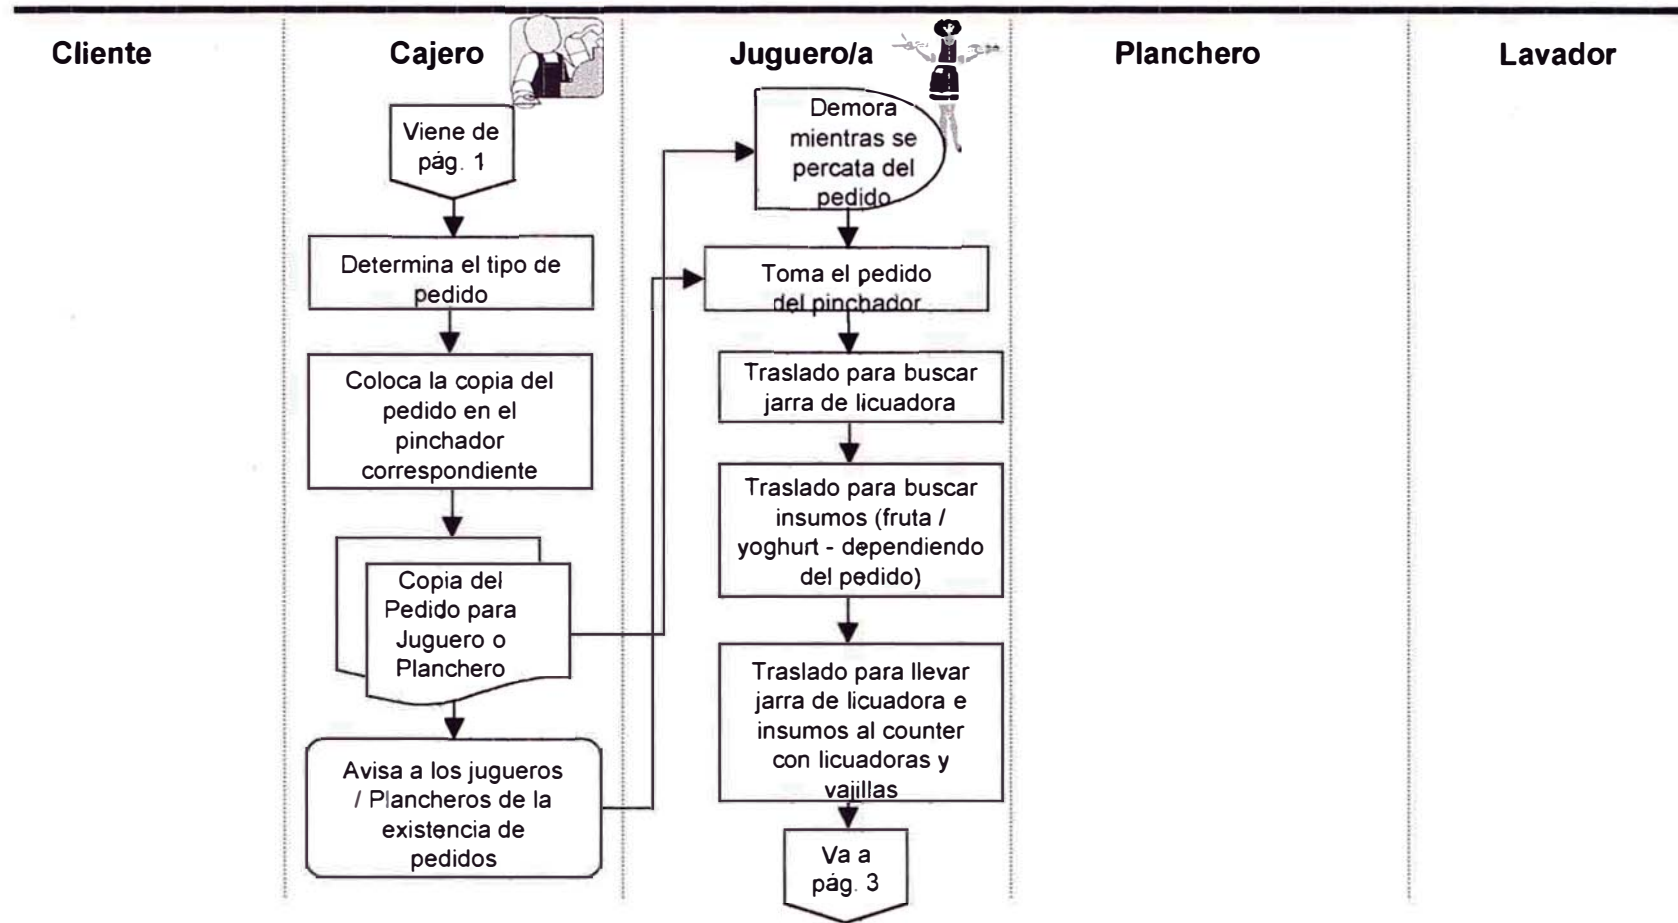 Cliente
Cajero
Juguero/a
Planchero
Lavador
Viene de
pág. 1
Determina el tipo de
pedido
Coloca la copia del
pedido en el
pinchador
correspondiente
Copia del
Pedido para
Juguero o
Planchero
Avisa a los jugueros
/ Plancheros de la
existencia de
pedidos
Demora
mientras se
percata del
pedido
Toma el pedido
del pinchador
Traslado para buscar
jarra de licuadora
Traslado para buscar
insumos (fruta /
yoghurt - dependiendo
del pedido)
Traslado para llevar
jarra de licuadora e
insumos al counter
con licuadoras y
vajillas
Va a
pág. 3